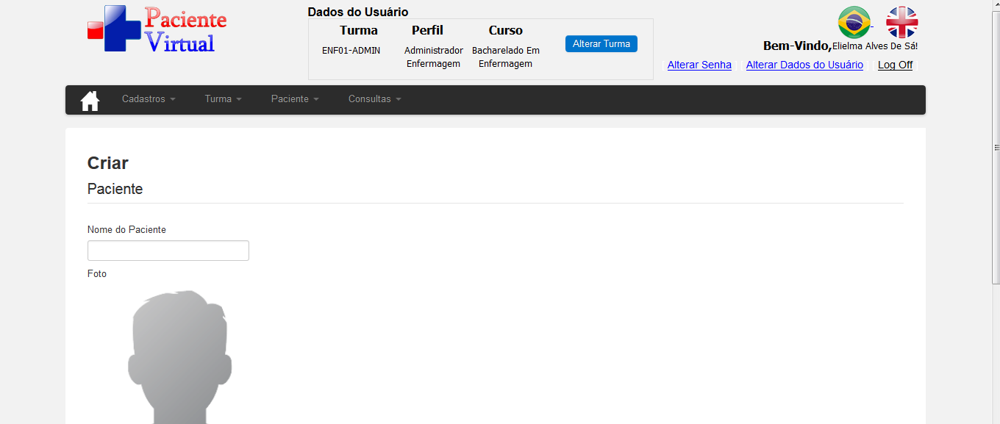 Paciente
Virtual
Dados do Usuário
Turma Perfil Curso
ENF01-ADMIN Administrador Enfermagem Bacharelado Em Enfermagem
Alterar Turma
Bem-Vindo,Elielma Alves De Sá!
[ Alterar Senha ] [ Alterar Dados do Usuário ] [ Log Off ]
Cadastros Turma Paciente Consultas
Criar
Paciente
Nome do Paciente
Foto